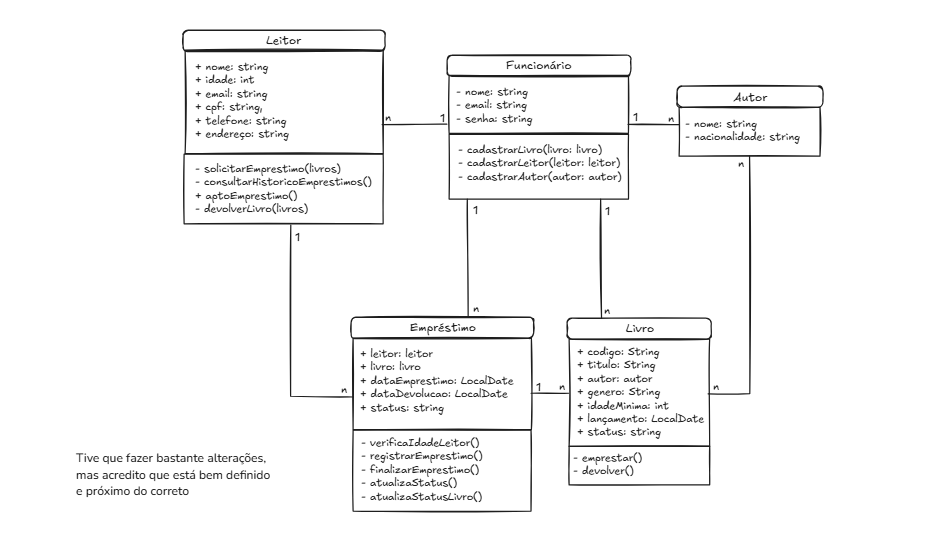 Leitor
+ nome: string
+ idade: int
+ email: string
+ cpf: string,
+ telefone: string
+ endereço: string
- solicitarEmprestimo(livros)
- consultarHistoricoEmprestimos()
+ aptoEmprestimo()
- devolverLivro(livros)
n
1
Funcionário
- nome: string
- email: string
- senha: string
- cadastrarLivro(livro: livro)
- cadastrarLeitor(leitor: leitor)
- cadastrarAutor(autor: autor)
1
n
Autor
- nome: string
- nacionalidade: string
n
1
1
1
n
n
n
Empréstimo
+ leitor: leitor
+ livro: livro
+ dataEmprestimo: LocalDate
+ dataDevolucao: LocalDate
+ status: string
- verificaIdadeLeitor()
- registrarEmprestimo()
- finalizarEmprestimo()
- atualizaStatus()
- atualizaStatusLivro()
1
n
Livro
+ codigo: String
+ titulo: String
+ autor: autor
+ genero: String
+ idadeMinima: int
+ lançamento: LocalDate
+ status: string
- emprestar()
- devolver()
n
Tive que fazer bastante alterações,
mas acredito que está bem definido
e próximo do correto